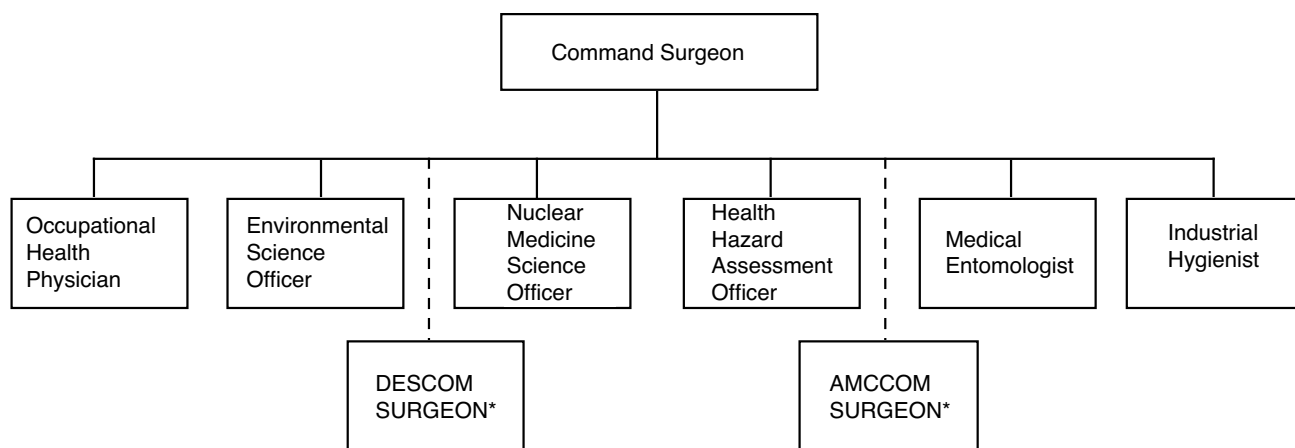 Command Surgeon
Occupational
Health
Physician
Environmental
Science
Officer
Nuclear
Medicine
Science
Officer
Health
Hazard
Assessment
Officer
Medical
Entomologist
Industrial
Hygienist
DESCOM
SURGEON*
AMCCOM
SURGEON*